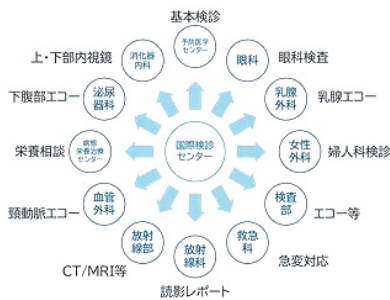 基本検診
予防医学
センター
眼科
眼科検査
乳腺
外科
乳腺エコー
女性
外科
婦人科検診
検査
部
エコー等
救急
科
急変対応
放射
線科
読影レポート
放射
線部
CT/MRI等
血管
外科
頸動脈エコー
病態
栄養治療
センター
栄養相談
泌尿
器科
下腹部エコー
消化器
内科
上・下部内視鏡
国際検診
センター